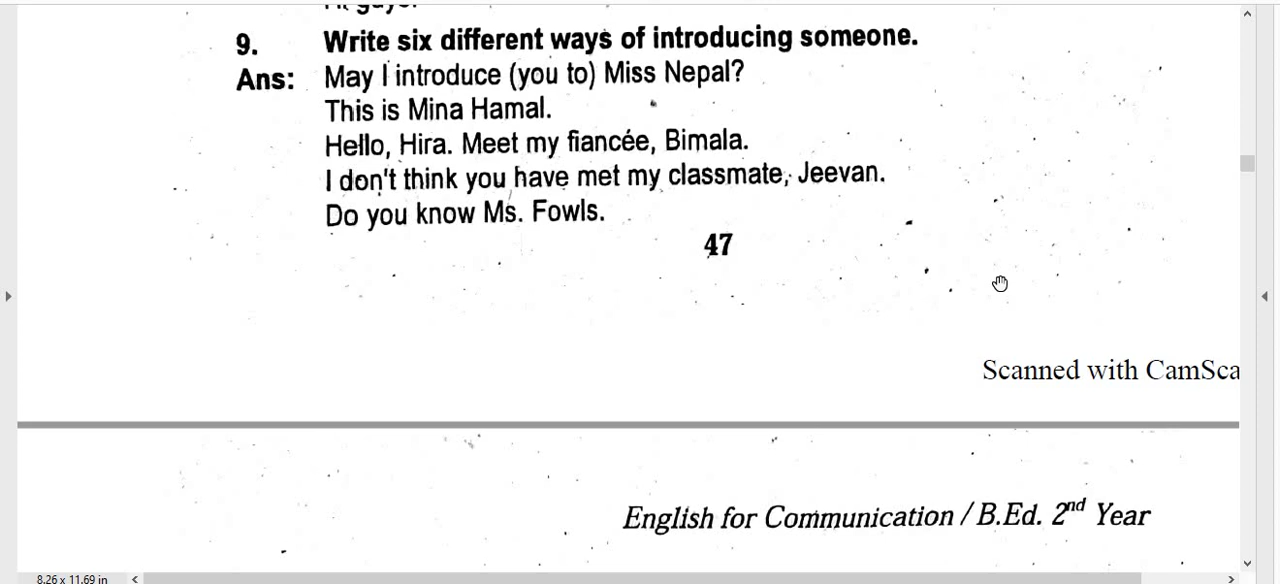 9. Write six different ways of introducing someone.
Ans: May I introduce (you to) Miss Nepal?
This is Mina Hamal.
Hello, Hira. Meet my fiancée, Bimala.
I don't think you have met my classmate, Jeevan.
Do you know Ms. Fowls.
47
Scanned with CamSca
English for Communication / B.Ed. 2nd Year
8.26 x 11.69 in